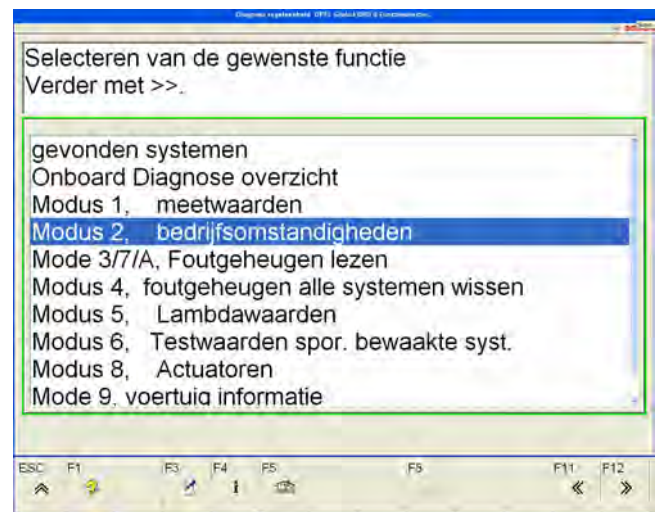 Selecteren van de gewenste functie
Verder met >>.
gevonden systemen
Onboard Diagnose overzicht
Modus 1, meetwaarden
Modus 2, bedrijfsomstandigheden
Mode 3/7/A, Foutgeheugen lezen
Modus 4, foutgeheugen alle systemen wissen
Modus 5, Lambdawaarden
Modus 6, Testwaarden spor. bewaakte syst.
Modus 8, Actuatoren
Mode 9, voertuig informatie
ESC F1 F3 F4 F5 F5 F11 F12